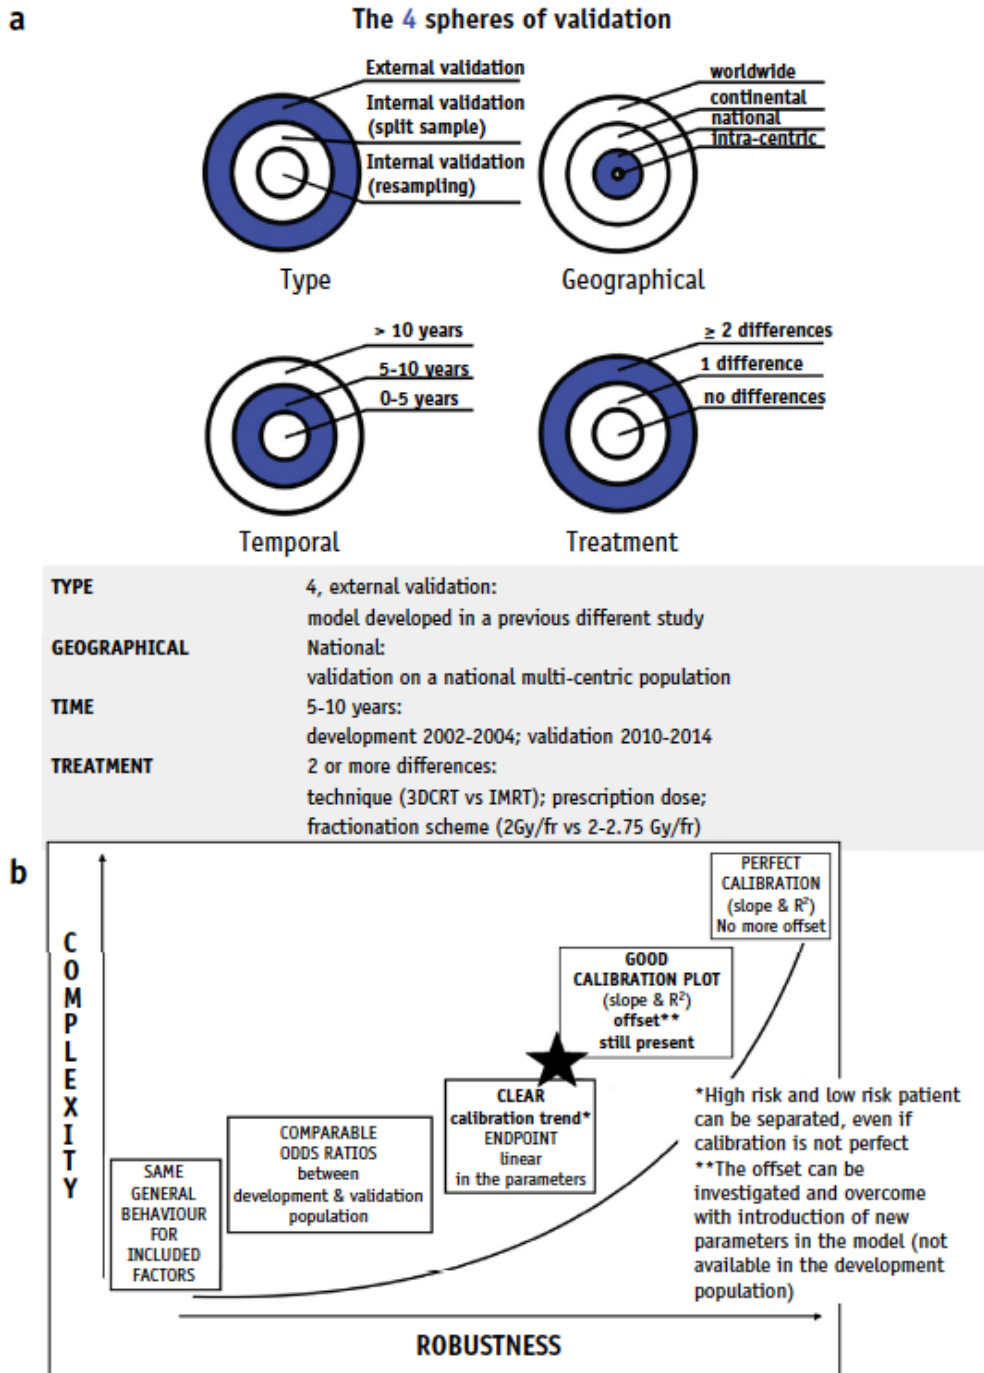 a
The 4 spheres of validation
External validation
Internal validation
(split sample)
Internal validation
(resampling)
Type
worldwide
continental
national
intra-centric
Geographical
> 10 years
5-10 years
0-5 years
Temporal
≥ 2 differences
1 difference
no differences
Treatment
TYPE
4, external validation:
model developed in a previous different study
GEOGRAPHICAL
National:
validation on a national multi-centric population
TIME
5-10 years:
development 2002-2004; validation 2010-2014
TREATMENT
2 or more differences:
technique (3DCRT vs IMRT); prescription dose;
fractionation scheme (2Gy/fr vs 2-2.75 Gy/fr)
b
COMPLEXITY
SAME
GENERAL
BEHAVIOUR
FOR
INCLUDED
FACTORS
COMPARABLE
ODDS RATIOS
between
development & validation
population
CLEAR
calibration trend*
ENDPOINT
linear
in the parameters
GOOD
CALIBRATION PLOT
(slope & R²)
offset**
still present
PERFECT
CALIBRATION
(slope & R²)
No more offset
*High risk and low risk patient
can be separated, even if
calibration is not perfect
**The offset can be
investigated and overcome
with introduction of new
parameters in the model (not
available in the development
population)
ROBUSTNESS